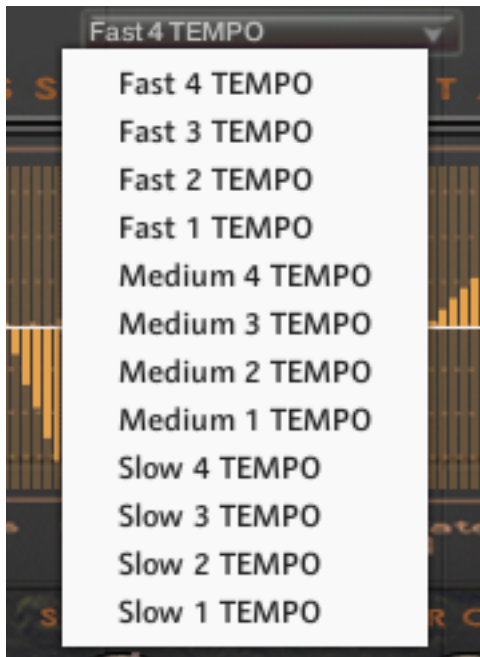 Fast 4 TEMPO
Fast 4 TEMPO
Fast 3 TEMPO
Fast 2 TEMPO
Fast 1 TEMPO
Medium 4 TEMPO
Medium 3 TEMPO
Medium 2 TEMPO
Medium 1 TEMPO
Slow 4 TEMPO
Slow 3 TEMPO
Slow 2 TEMPO
Slow 1 TEMPO